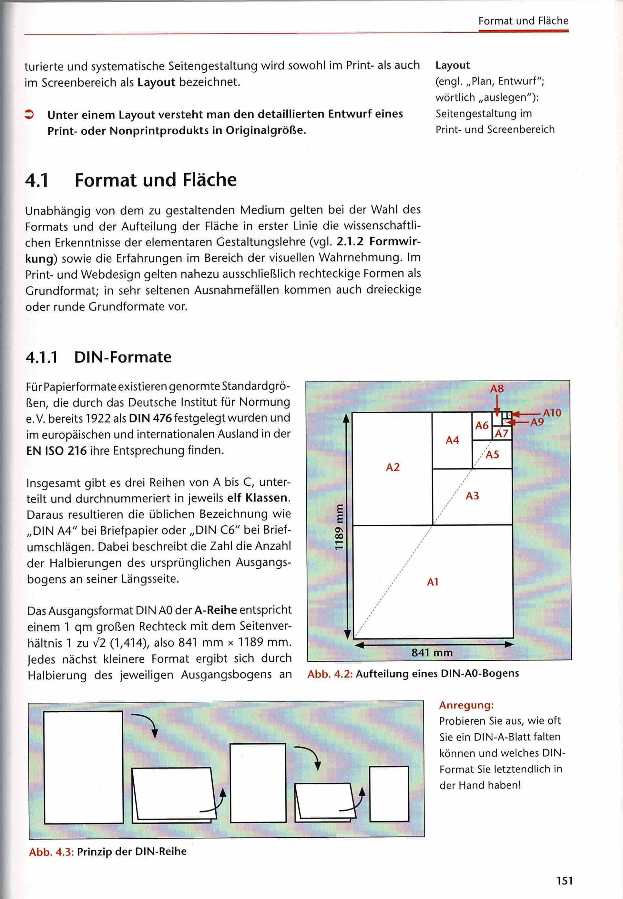 Format und Fläche
turierte und systematische Seitengestaltung wird sowohl im Print- als auch
im Screenbereich als Layout bezeichnet.
Unter einem Layout versteht man den detaillierten Entwurf eines
Print- oder Nonprintprodukts in Originalgröße.
Layout
(engl. „Plan, Entwurf";
wörtlich „auslegen"):
Seitengestaltung im
Print- und Screenbereich
4.1 Format und Fläche
Unabhängig von dem zu gestaltenden Medium gelten bei der Wahl des
Formats und der Aufteilung der Fläche in erster Linie die wissenschaftli-
chen Erkenntnisse der elementaren Gestaltungslehre (vgl. 2.1.2 Formwir-
kung) sowie die Erfahrungen im Bereich der visuellen Wahrnehmung. Im
Print- und Webdesign gelten nahezu ausschließlich rechteckige Formen als
Grundformat; in sehr seltenen Ausnahmefällen kommen auch dreieckige
oder runde Grundformate vor.
4.1.1 DIN-Formate
Für Papierformate existieren genormte Standardgrö-
ßen, die durch das Deutsche Institut für Normung
e. V. bereits 1922 als DIN 476 festgelegt wurden und
im europäischen und internationalen Ausland in der
EN ISO 216 ihre Entsprechung finden.
Insgesamt gibt es drei Reihen von A bis C, unter-
teilt und durchnummeriert in jeweils elf Klassen.
Daraus resultieren die üblichen Bezeichnung wie
„DIN A4" bei Briefpapier oder „DIN C6" bei Brief-
umschlägen. Dabei beschreibt die Zahl die Anzahl
der Halbierungen des ursprünglichen Ausgangs-
bogens an seiner Längsseite.
Das Ausgangsformat DIN A0 der A-Reihe entspricht
einem 1 qm großen Rechteck mit dem Seitenver-
hältnis 1 zu √2 (1,414), also 841 mm × 1189 mm.
Jedes nächst kleinere Format ergibt sich durch
Halbierung des jeweiligen Ausgangsbogens an
A8
A10
A9
A6
A7
A4
A5
A2
A3
A1
1189 mm
841 mm
Abb. 4.2: Aufteilung eines DIN-A0-Bogens
Anregung:
Probieren Sie aus, wie oft
Sie ein DIN-A-Blatt falten
können und welches DIN-
Format Sie letztendlich in
der Hand haben!
Abb. 4.3: Prinzip der DIN-Reihe
151